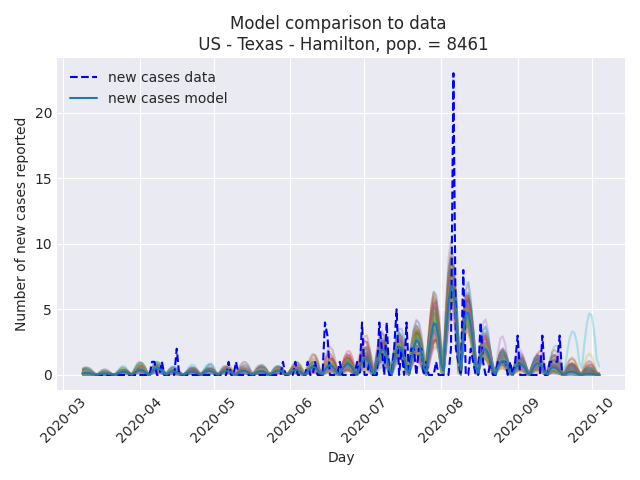 Model comparison to data
US - Texas - Hamilton, pop. = 8461
new cases data
new cases model
Number of new cases reported
20
15
10
5
0
2020-03
2020-04
2020-05
2020-06
2020-07
2020-08
2020-09
2020-10
Day